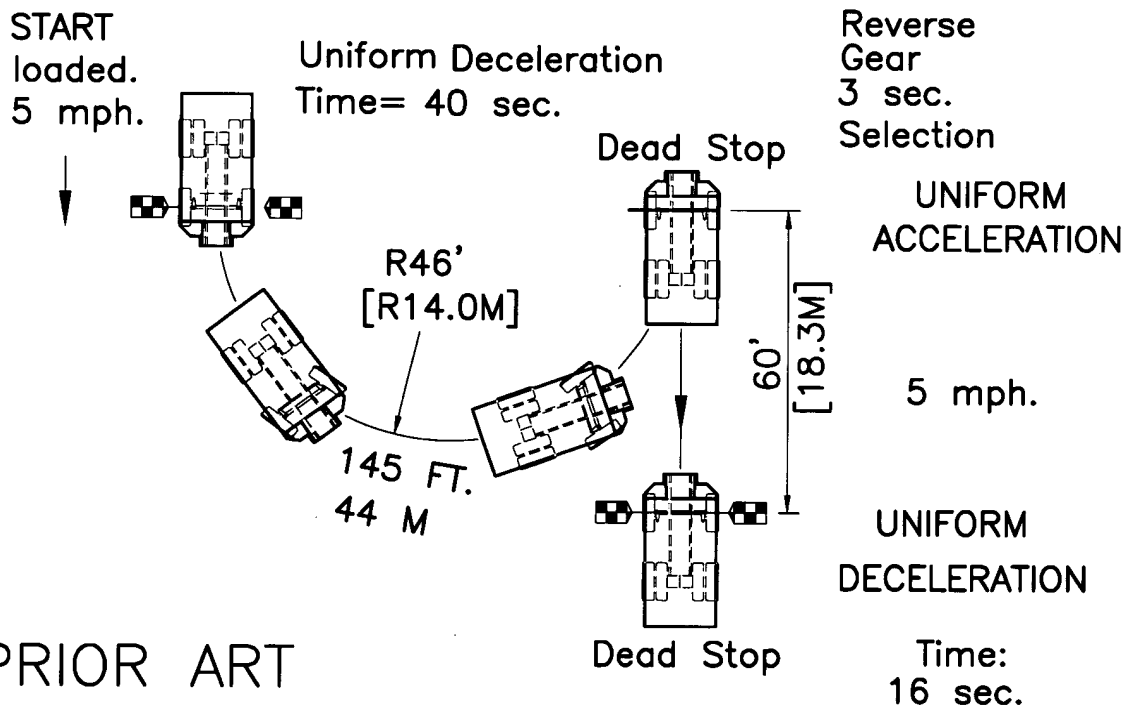 START
loaded.
5 mph.
Uniform Deceleration
Time= 40 sec.
Reverse
Gear
3 sec.
Selection
Dead Stop
UNIFORM
ACCELERATION
R46'
[R14.0M]
60'
[18.3M]
5 mph.
145 FT.
44 M
UNIFORM
DECELERATION
Dead Stop
Time:
16 sec.
PRIOR ART